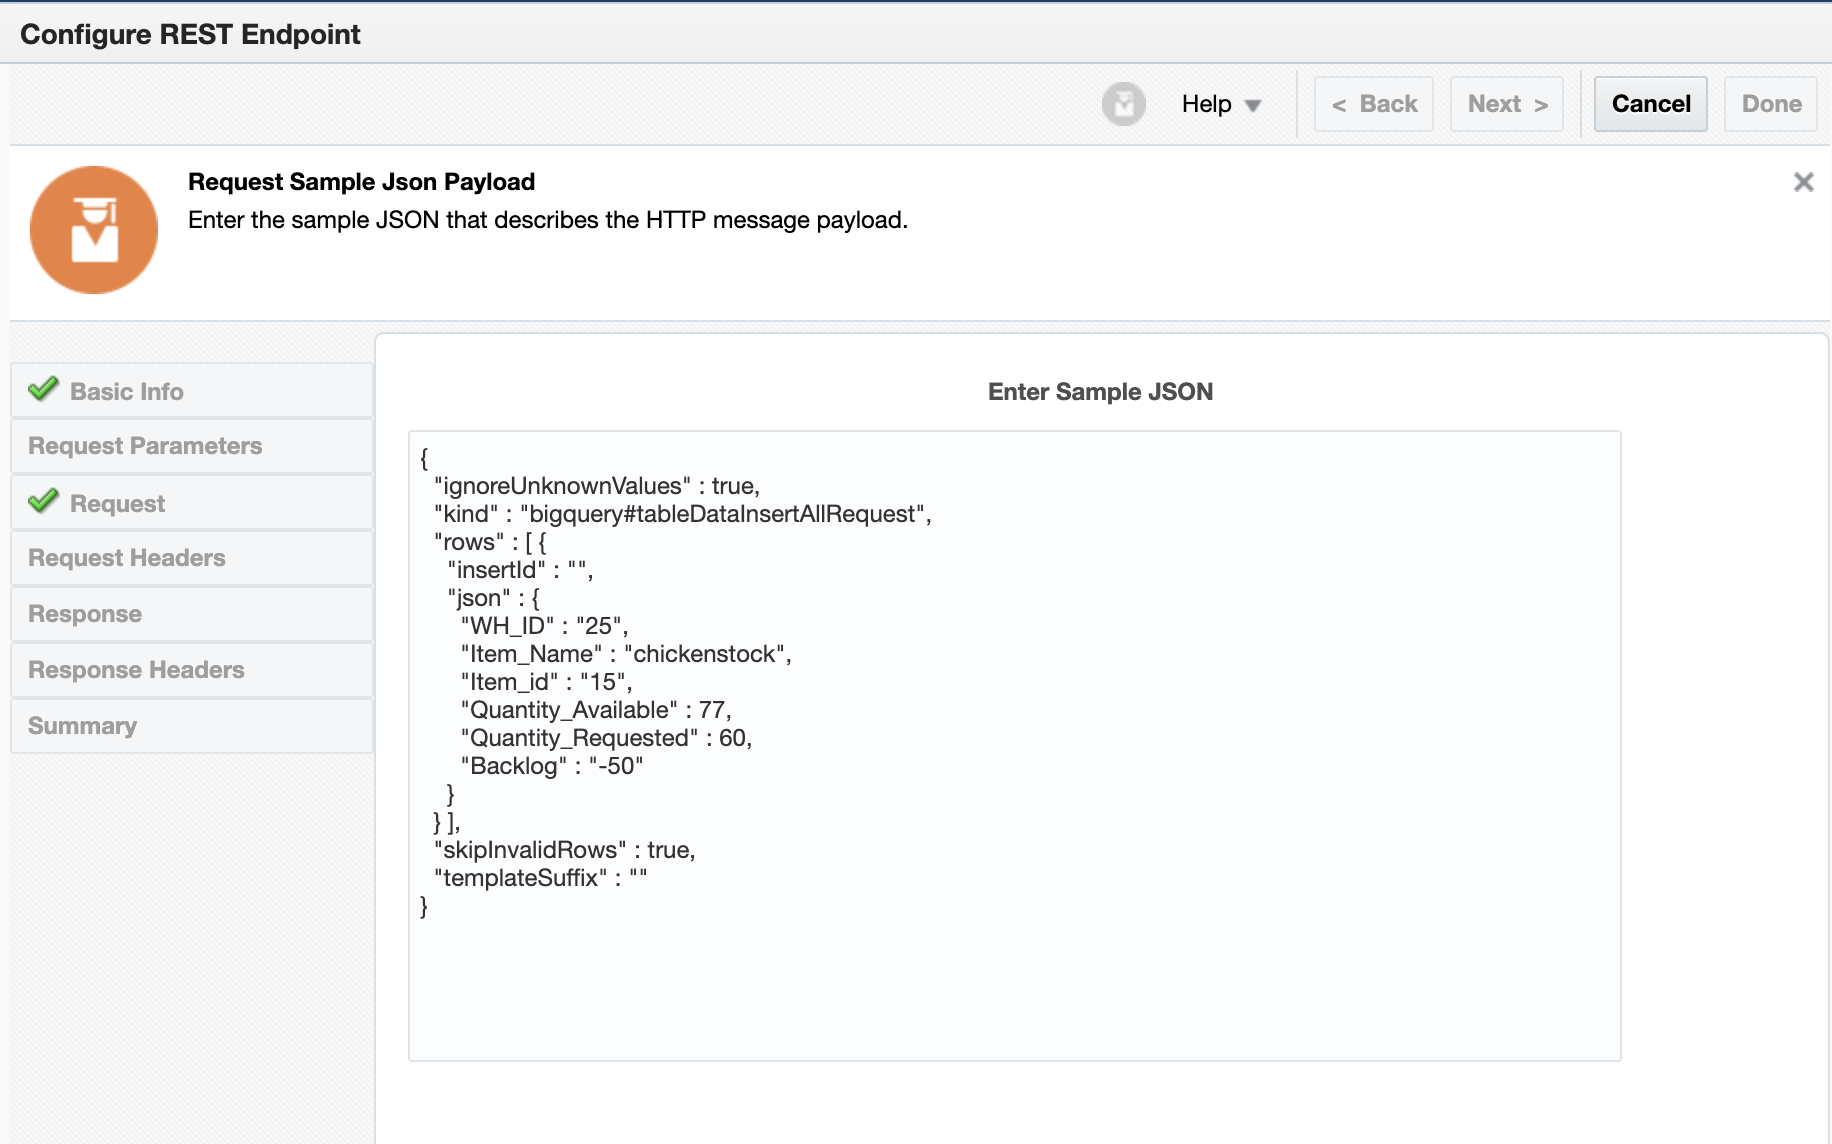 Configure REST Endpoint
Help
< Back
Next >
Cancel
Done
Request Sample Json Payload
Enter the sample JSON that describes the HTTP message payload.
Basic Info
Request Parameters
Request
Request Headers
Response
Response Headers
Summary
Enter Sample JSON
{
"ignoreUnknownValues" : true,
"kind" : "bigquery#tableDataInsertAllRequest",
"rows" : [ {
"insertId" : "",
"json" : {
"WH_ID" : "25",
"Item_Name" : "chickenstock",
"Item_id" : "15",
"Quantity_Available" : 77,
"Quantity_Requested" : 60,
"Backlog" : "-50"
}
} ],
"skipInvalidRows" : true,
"templateSuffix" : ""
}